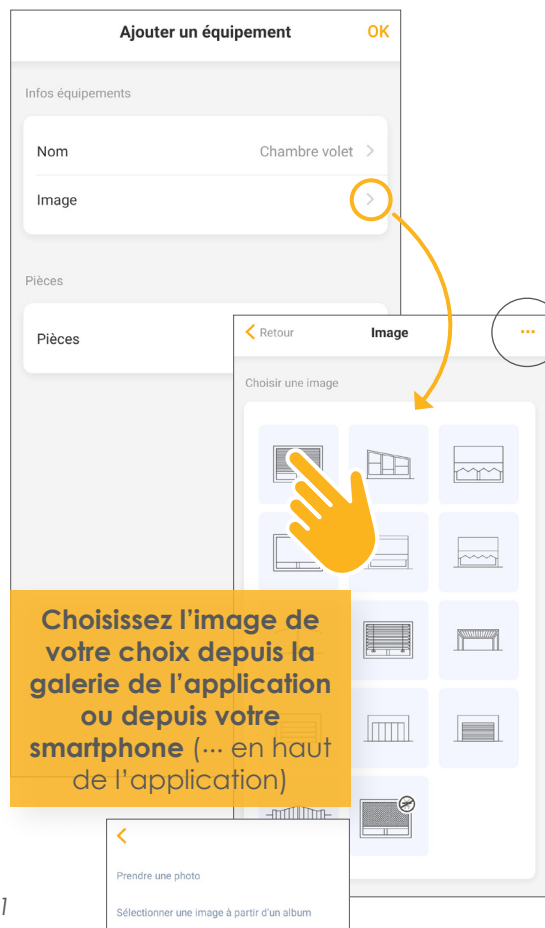 Ajouter un équipement
OK
Infos équipements
Nom
Chambre volet
Image
Pièces
Pièces
Retour
Image
...
Choisir une image
Choisissez l’image de
votre choix depuis la
galerie de l’application
ou depuis votre
smartphone (··· en haut
de l’application)
Prendre une photo
Sélectionner une image à partir d'un album
1